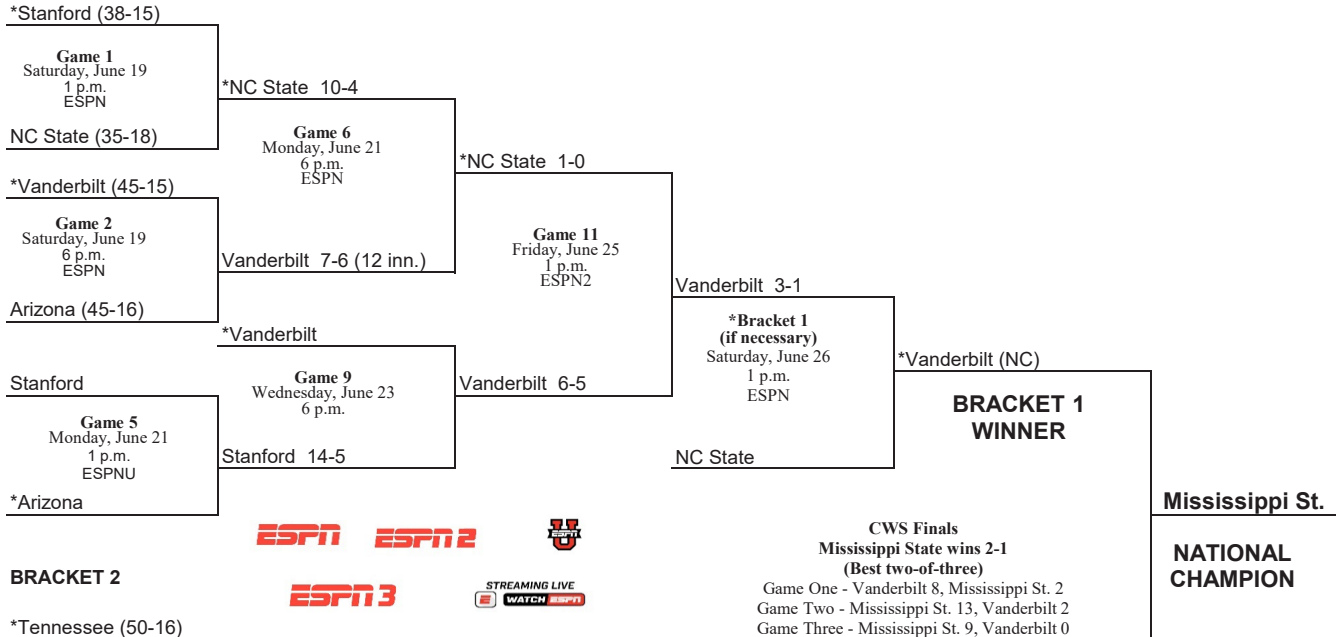 *Stanford (38-15)
Game 1
Saturday, June 19
1 p.m.
ESPN
NC State (35-18)
*NC State 10-4
Game 6
Monday, June 21
6 p.m.
ESPN
*Vanderbilt (45-15)
Game 2
Saturday, June 19
6 p.m.
ESPN
Arizona (45-16)
Vanderbilt 7-6 (12 inn.)
*NC State 1-0
Game 11
Friday, June 25
1 p.m.
ESPN2
*Vanderbilt
Game 9
Wednesday, June 23
6 p.m.
Stanford
Game 5
Monday, June 21
1 p.m.
ESPNU
*Arizona
Stanford 14-5
Vanderbilt 6-5
Vanderbilt 3-1
*Bracket 1
(if necessary)
Saturday, June 26
1 p.m.
ESPN
NC State
*Vanderbilt (NC)
BRACKET 1
WINNER
Mississippi St.
NATIONAL
CHAMPION
ESPN
ESPN 2
ESPN U
ESPN 3
STREAMING LIVE
E WATCH ESPN
CWS Finals
Mississippi State wins 2-1
(Best two-of-three)
Game One - Vanderbilt 8, Mississippi St. 2
Game Two - Mississippi St. 13, Vanderbilt 2
Game Three - Mississippi St. 9, Vanderbilt 0
BRACKET 2
*Tennessee (50-16)